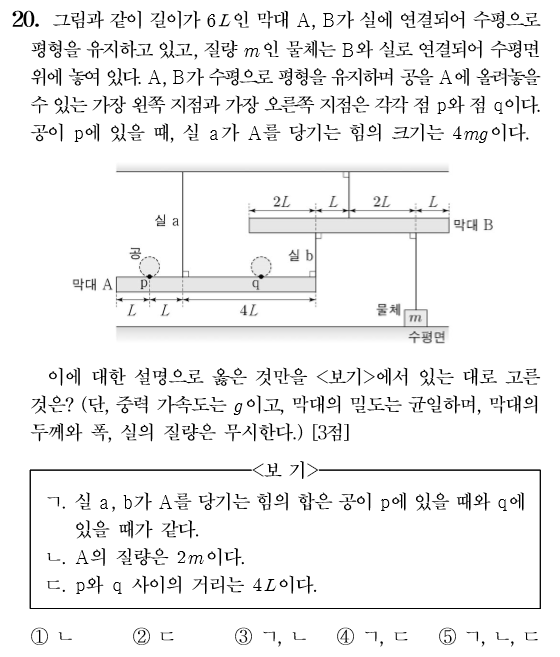 20. 그림과 같이 길이가 6L인 막대 A, B가 실에 연결되어 수평으로
평형을 유지하고 있고, 질량 m인 물체는 B와 실로 연결되어 수평면
위에 놓여 있다. A, B가 수평으로 평형을 유지하며 공을 A에 올려놓을
수 있는 가장 왼쪽 지점과 가장 오른쪽 지점은 각각 점 p와 점 q이다.
공이 p에 있을 때, 실 a가 A를 당기는 힘의 크기는 4mg이다.
2L L 2L L
실 a
막대 B
공
실 b
막대 A
p q
L L 4L
물체 m
수평면
이에 대한 설명으로 옳은 것만을 <보기>에서 있는 대로 고른
것은? (단, 중력 가속도는 g이고, 막대의 밀도는 균일하며, 막대의
두께와 폭, 실의 질량은 무시한다.) [3점]
<보 기>
ㄱ. 실 a, b가 A를 당기는 힘의 합은 공이 p에 있을 때와 q에
있을 때가 같다.
ㄴ. A의 질량은 2m이다.
ㄷ. p와 q 사이의 거리는 4L이다.
① ㄴ ② ㄷ ③ ㄱ, ㄴ ④ ㄱ, ㄷ ⑤ ㄱ, ㄴ, ㄷ